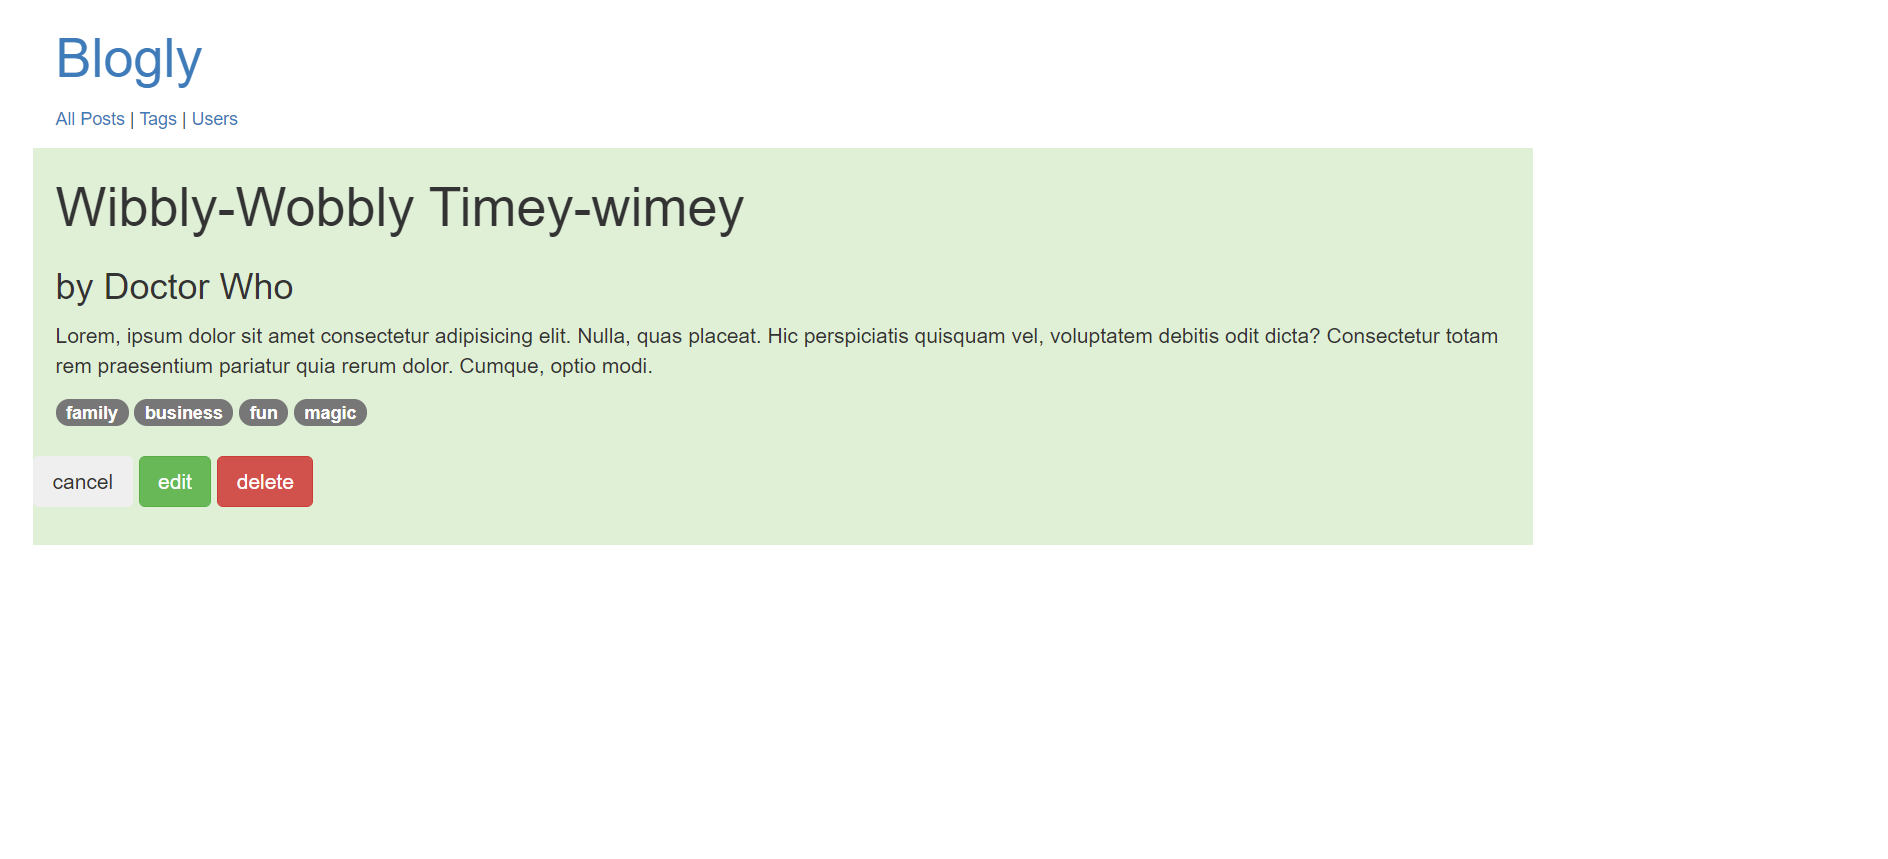 Blogly
All Posts | Tags | Users
Wibbly-Wobbly Timey-wimey
by Doctor Who
Lorem, ipsum dolor sit amet consectetur adipisicing elit. Nulla, quas placeat. Hic perspiciatis quisquam vel, voluptatem debitis odit dicta? Consectetur totam
rem praesentium pariatur quia rerum dolor. Cumque, optio modi.
family business fun magic
cancel edit delete